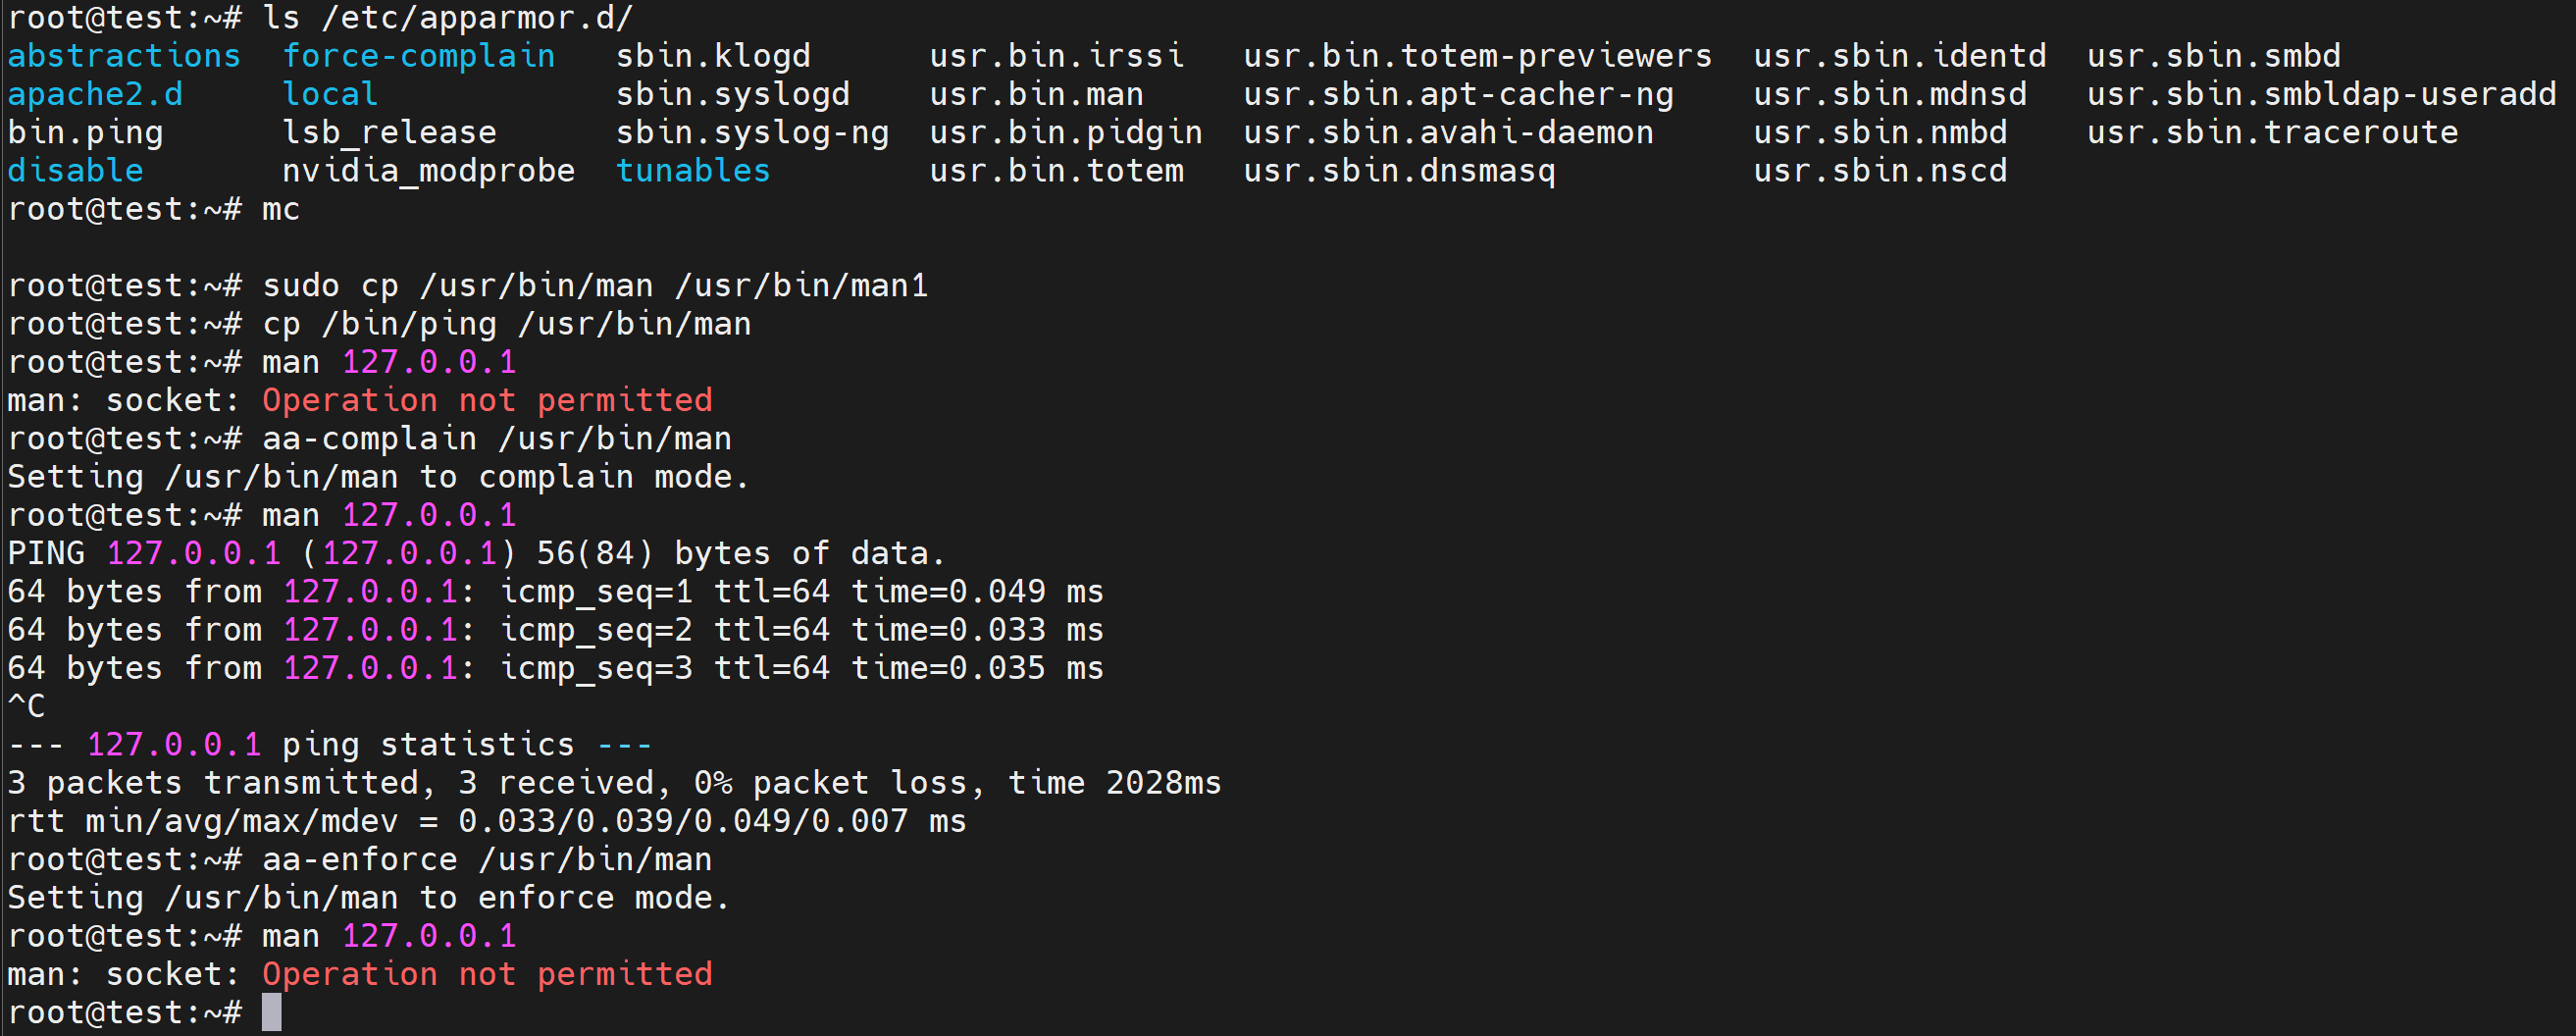 root@test:~# ls /etc/apparmor.d/
abstractions  force-complain   sbin.klogd      usr.bin.irssi   usr.bin.totem-previewers  usr.sbin.identd  usr.sbin.smbd
apache2.d     local            sbin.syslogd    usr.bin.man     usr.sbin.apt-cacher-ng    usr.sbin.mdnsd   usr.sbin.smbldap-useradd
bin.ping      lsb_release      sbin.syslog-ng  usr.bin.pidgin  usr.sbin.avahi-daemon     usr.sbin.nmbd    usr.sbin.traceroute
disable       nvidia_modprobe  tunables        usr.bin.totem   usr.sbin.dnsmasq          usr.sbin.nscd
root@test:~# mc
root@test:~# sudo cp /usr/bin/man /usr/bin/man1
root@test:~# cp /bin/ping /usr/bin/man
root@test:~# man 127.0.0.1
man: socket: Operation not permitted
root@test:~# aa-complain /usr/bin/man
Setting /usr/bin/man to complain mode.
root@test:~# man 127.0.0.1
PING 127.0.0.1 (127.0.0.1) 56(84) bytes of data.
64 bytes from 127.0.0.1: icmp_seq=1 ttl=64 time=0.049 ms
64 bytes from 127.0.0.1: icmp_seq=2 ttl=64 time=0.033 ms
64 bytes from 127.0.0.1: icmp_seq=3 ttl=64 time=0.035 ms
^C
--- 127.0.0.1 ping statistics ---
3 packets transmitted, 3 received, 0% packet loss, time 2028ms
rtt min/avg/max/mdev = 0.033/0.039/0.049/0.007 ms
root@test:~# aa-enforce /usr/bin/man
Setting /usr/bin/man to enforce mode.
root@test:~# man 127.0.0.1
man: socket: Operation not permitted
root@test:~#